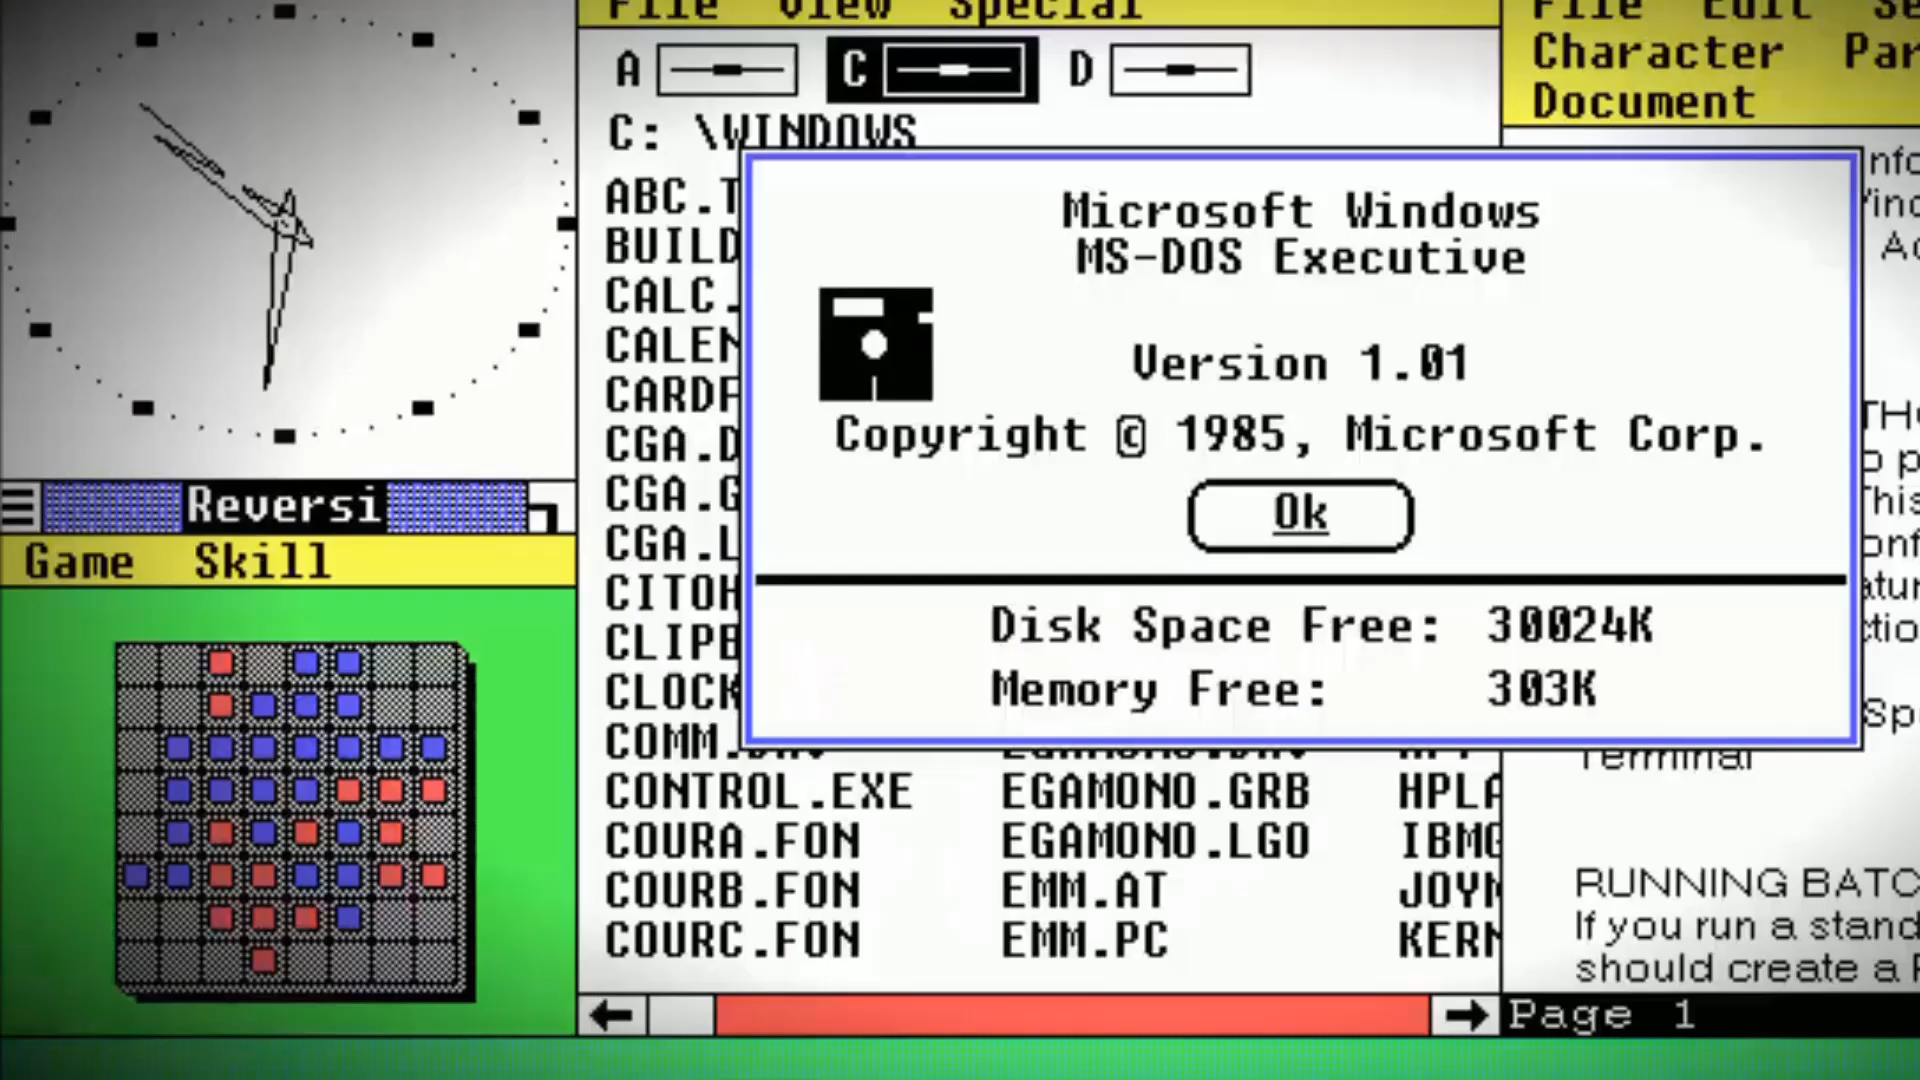 File View Special
A C D
C: \WINDOWS
ABC.T
BUILD
CALC.
CALEN
CARDF
CGA.D
CGA.G
CGA.L
CITOH
CLIPB
CLOCK
COMM.
CONTROL.EXE EGAMONO.GRB HPLA
COURA.FON EGAMONO.LGO IBMG
COURB.FON EMM.AT JOYM
COURC.FON EMM.PC KERN
Microsoft Windows
MS-DOS Executive
Version 1.01
Copyright © 1985, Microsoft Corp.
Ok
Disk Space Free: 30024K
Memory Free: 303K
Reversi
Game Skill
File Edit Se
Character Par
Document
Terminal
RUNNING BATC
If you run a stand
should create a P
Page 1